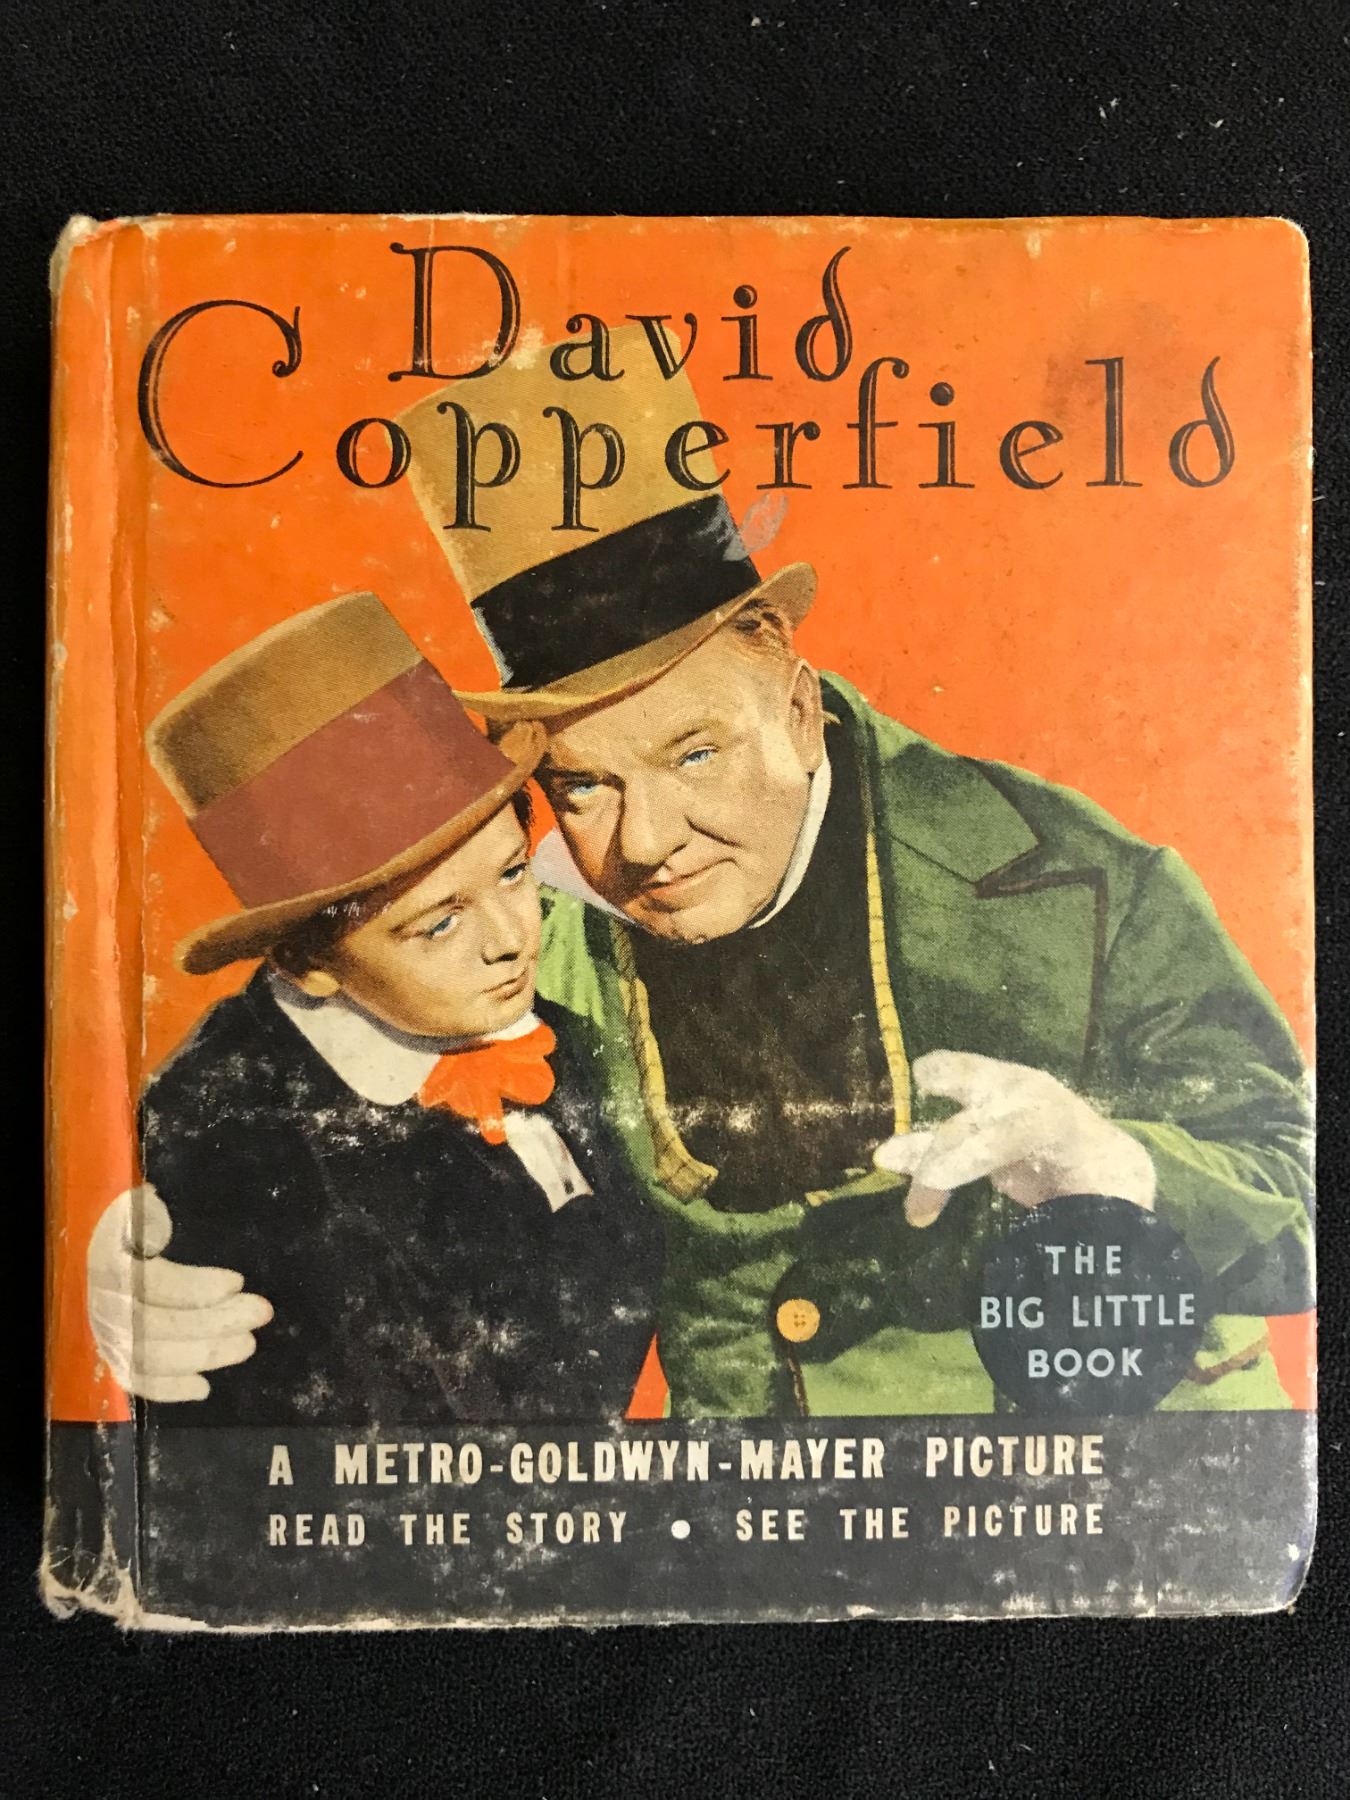 David
Copperfield
THE
BIG LITTLE
BOOK
A METRO-GOLDWYN-MAYER PICTURE
READ THE STORY • SEE THE PICTURE